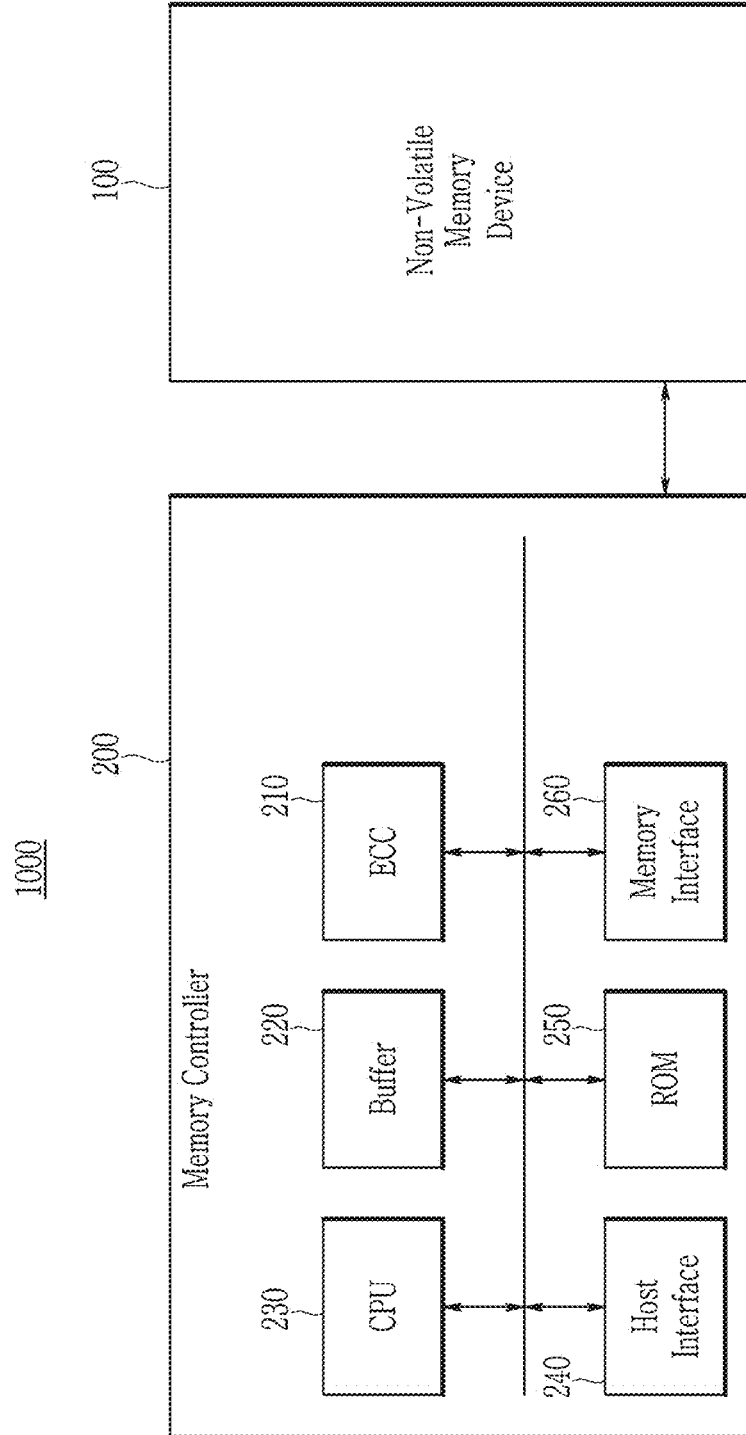 1000
200
100
Memory Controller
230
220
210
CPU
Buffer
ECC
Non-Volatile
Memory
Device
240
250
260
Host
Interface
ROM
Memory
Interface